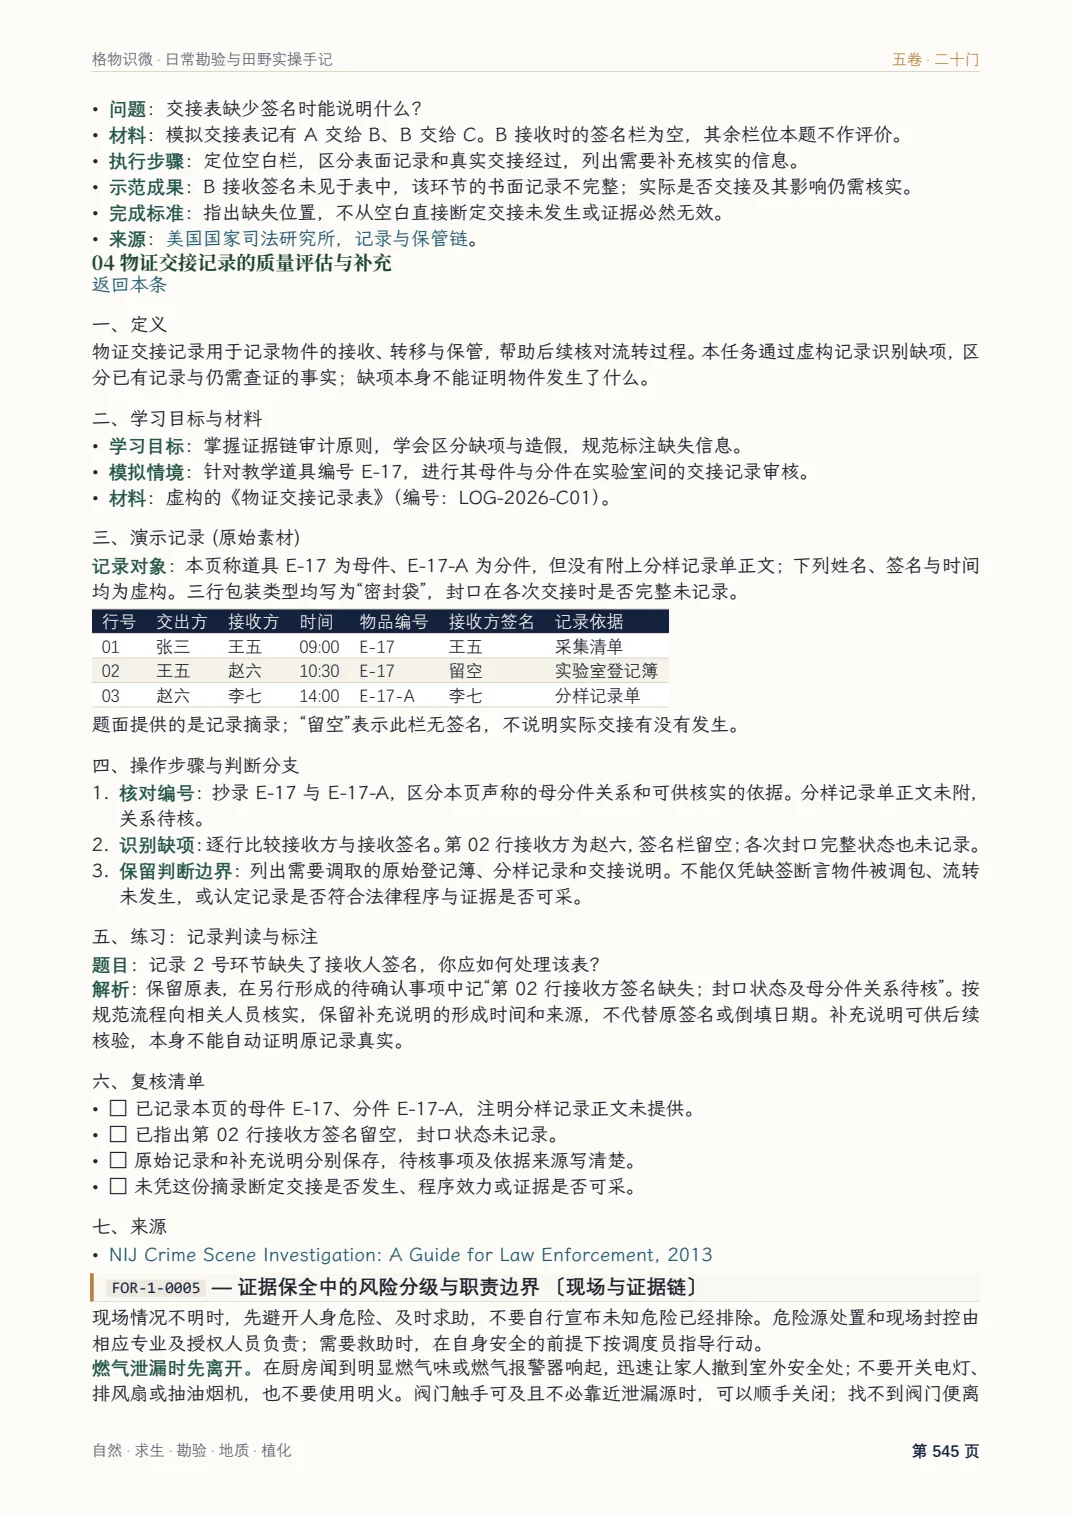 格物识微 · 日常勘验与田野实操手记
五卷 · 二十门
• 问题：交接表缺少签名时能说明什么？
• 材料：模拟交接表记有 A 交给 B、B 交给 C。B 接收时的签名栏为空，其余栏位本题不作评价。
• 执行步骤：定位空白栏，区分表面记录和真实交接经过，列出需要补充核实的信息。
• 示范成果：B 接收签名未见于表中，该环节的书面记录不完整；实际是否交接及其影响仍需核实。
• 完成标准：指出缺失位置，不从空白直接断定交接未发生或证据必然无效。
• 来源：美国国家司法研究所，记录与保管链。
04 物证交接记录的质量评估与补充
返回本条
一、定义
物证交接记录用于记录物件的接收、转移与保管，帮助后续核对流转过程。本任务通过虚构记录识别缺项，区
分已有记录与仍需查证的事实；缺项本身不能证明物件发生了什么。
二、学习目标与材料
• 学习目标：掌握证据链审计原则，学会区分缺项与造假，规范标注缺失信息。
• 模拟情境：针对教学道具编号 E-17，进行其母件与分件在实验室间的交接记录审核。
• 材料：虚构的《物证交接记录表》（编号：LOG-2026-C01）。
三、演示记录 (原始素材)
记录对象：本页称道具 E-17 为母件、E-17-A 为分件，但没有附上分样记录单正文；下列姓名、签名与时间
均为虚构。三行包装类型均写为“密封袋”，封口在各次交接时是否完整未记录。
行号 交出方 接收方 时间 物品编号 接收方签名 记录依据
01 张三 王五 09:00 E-17 王五 采集清单
02 王五 赵六 10:30 E-17 留空 实验室登记簿
03 赵六 李七 14:00 E-17-A 李七 分样记录单
题面提供的是记录摘录；“留空”表示此栏无签名，不说明实际交接有没有发生。
四、操作步骤与判断分支
1. 核对编号：抄录 E-17 与 E-17-A，区分本页声称的母分件关系和可供核实的依据。分样记录单正文未附，
关系待核。
2. 识别缺项：逐行比较接收方与接收签名。第 02 行接收方为赵六，签名栏留空；各次封口完整状态也未记录。
3. 保留判断边界：列出需要调取的原始登记簿、分样记录和交接说明。不能仅凭缺签断言物件被调包、流转
未发生，或认定记录是否符合法律程序与证据是否可采。
五、练习：记录判读与标注
题目：记录 2 号环节缺失了接收人签名，你应如何处理该表？
解析：保留原表，在另行形成的待确认事项中记“第 02 行接收方签名缺失；封口状态及母分件关系待核”。按
规范流程向相关人员核实，保留补充说明的形成时间和来源，不代替原签名或倒填日期。补充说明可供后续
核验，本身不能自动证明原记录真实。
六、复核清单
• □ 已记录本页的母件 E-17、分件 E-17-A，注明分样记录正文未提供。
• □ 已指出第 02 行接收方签名留空，封口状态未记录。
• □ 原始记录和补充说明分别保存，待核事项及依据来源写清楚。
• □ 未凭这份摘录断定交接是否发生、程序效力或证据是否可采。
七、来源
• NIJ Crime Scene Investigation: A Guide for Law Enforcement, 2013
FOR-1-0005 — 证据保全中的风险分级与职责边界 〔现场与证据链〕
现场情况不明时，先避开人身危险、及时求助，不要自行宣布未知危险已经排除。危险源处置和现场封控由
相应专业及授权人员负责；需要救助时，在自身安全的前提下按调度员指导行动。
燃气泄漏时先离开。在厨房闻到明显燃气味或燃气报警器响起，迅速让家人撤到室外安全处；不要开关电灯、
排风扇或抽油烟机，也不要使用明火。阀门触手可及且不必靠近泄漏源时，可以顺手关闭；找不到阀门便离
自然 · 求生 · 勘验 · 地质 · 植化
第 545 页